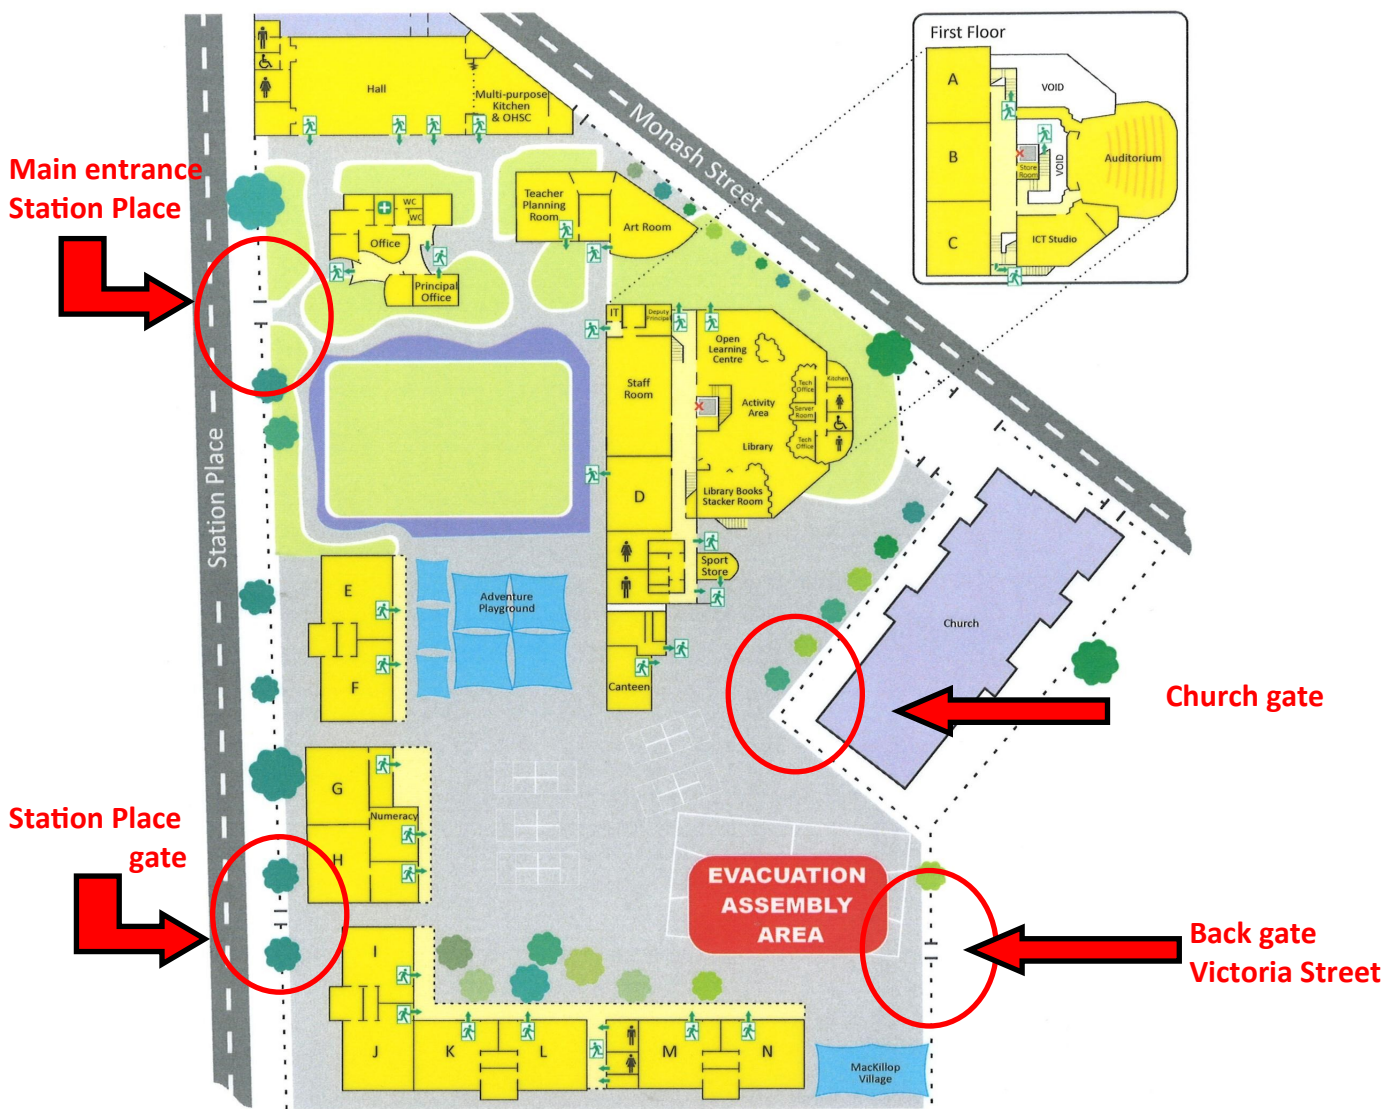 First Floor
A
B
C
VOID
VOID
Store
Room
Auditorium
ICT Studio
Hall
Multi-purpose
Kitchen
& OHSC
Monash Street
Main entrance
Station Place
WC
WC
Office
Principal
Office
Teacher
Planning
Room
Art Room
IT
Deputy
Principal
Open
Learning
Centre
Staff
Room
Tech
Office
Kitchen
Activity
Area
Server
Room
Library
Tech
Office
D
Library Books
Stacker Room
Station Place
Sport
Store
E
F
Adventure
Playground
Church
Canteen
Church gate
G
Numeracy
H
Station Place
gate
EVACUATION
ASSEMBLY
AREA
Back gate
Victoria Street
I
J
K
L
M
N
MacKillop
Village